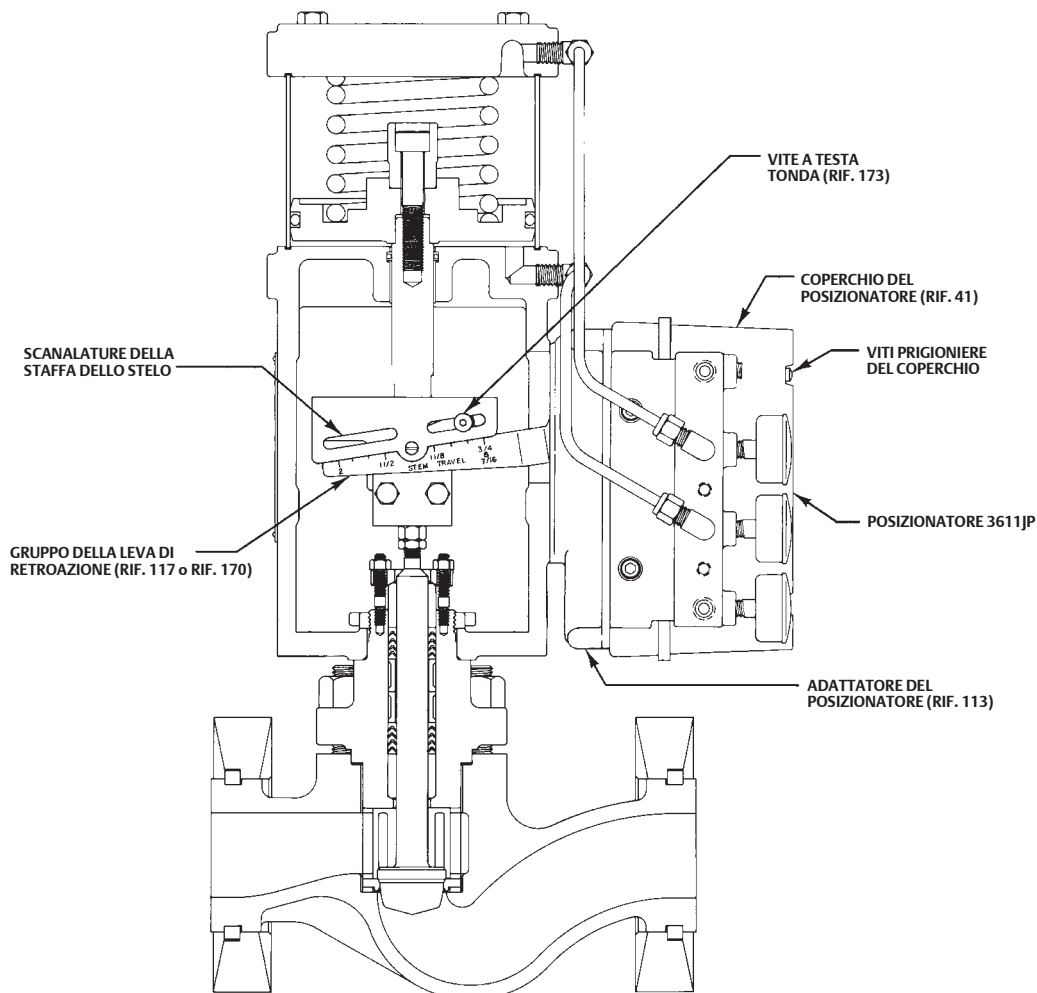 VITE A TESTA
TONDA (RIF. 173)
COPERCHIO DEL
POSIZIONATORE (RIF. 41)
SCANALATURE DELLA
STAFFA DELLO STELO
VITI PRIGIONIERE
DEL COPERCHIO
2
1 1/2
STEM TRAVEL
1 1/8
3/4
&
7/16
POSIZIONATORE 3611JP
GRUPPO DELLA LEVA DI
RETROAZIONE (RIF. 117 o RIF. 170)
ADATTATORE DEL
POSIZIONATORE (RIF. 113)